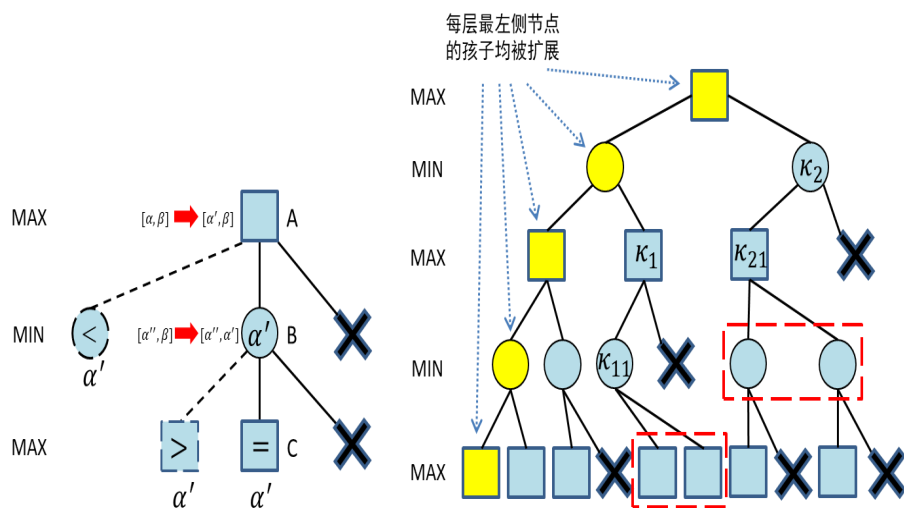 每层最左侧节点
的孩子均被扩展
MAX
MIN
κ₂
MAX
κ₁
κ₂₁
MIN
κ₁₁
MAX
MAX
[α,β]
[α′,β]
A
MIN
<
α′
[α′′,β]
[α′′,α′]
α′
B
MAX
>
α′
=
α′
C